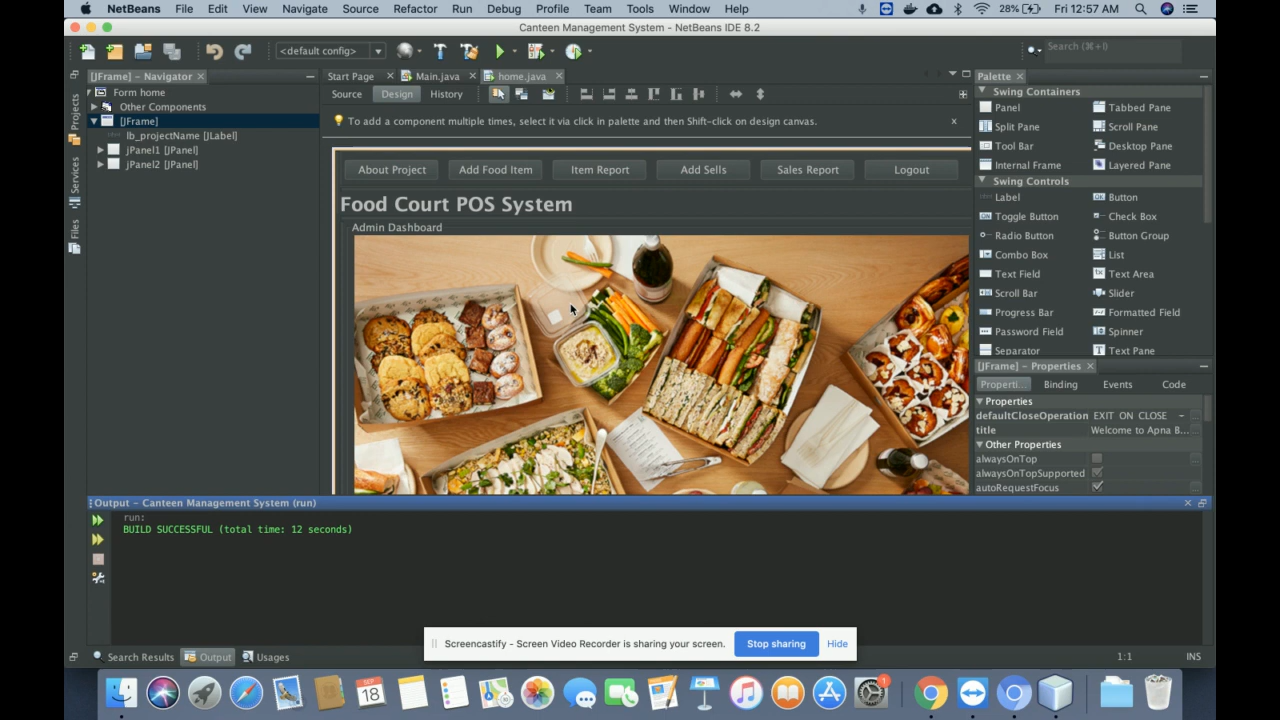 NetBeans File Edit View Navigate Source Refactor Run Debug Profile Team Tools Window Help 28% Fri 12:57 AM
Canteen Management System - NetBeans IDE 8.2
<default config> Search (⌘+I)
[JFrame] - Navigator Start Page Main.java home.java Palette
Form home
Other Components
[JFrame]
lb_projectName [JLabel]
jPanel1 [JPanel]
jPanel2 [JPanel]
Projects
Services
Files
Source Design History
To add a component multiple times, select it via click in palette and then Shift-click on design canvas.
About Project Add Food Item Item Report Add Sells Sales Report Logout
Food Court POS System
Admin Dashboard
Swing Containers
Panel Tabbed Pane
Split Pane Scroll Pane
Tool Bar Desktop Pane
Internal Frame Layered Pane
Swing Controls
Label Button
Toggle Button Check Box
Radio Button Button Group
Combo Box List
Text Field Text Area
Scroll Bar Slider
Progress Bar Formatted Field
Password Field Spinner
Separator Text Pane
[JFrame] - Properties
Properti... Binding Events Code
Properties
defaultCloseOperation EXIT ON CLOSE
title Welcome to Apna B...
Other Properties
alwaysOnTop
alwaysOnTopSupported
autoRequestFocus
Output - Canteen Management System (run)
run:
BUILD SUCCESSFUL (total time: 12 seconds)
Screencastify - Screen Video Recorder is sharing your screen. Stop sharing Hide
Search Results Output Usages 1:1 INS
SEP
18
1